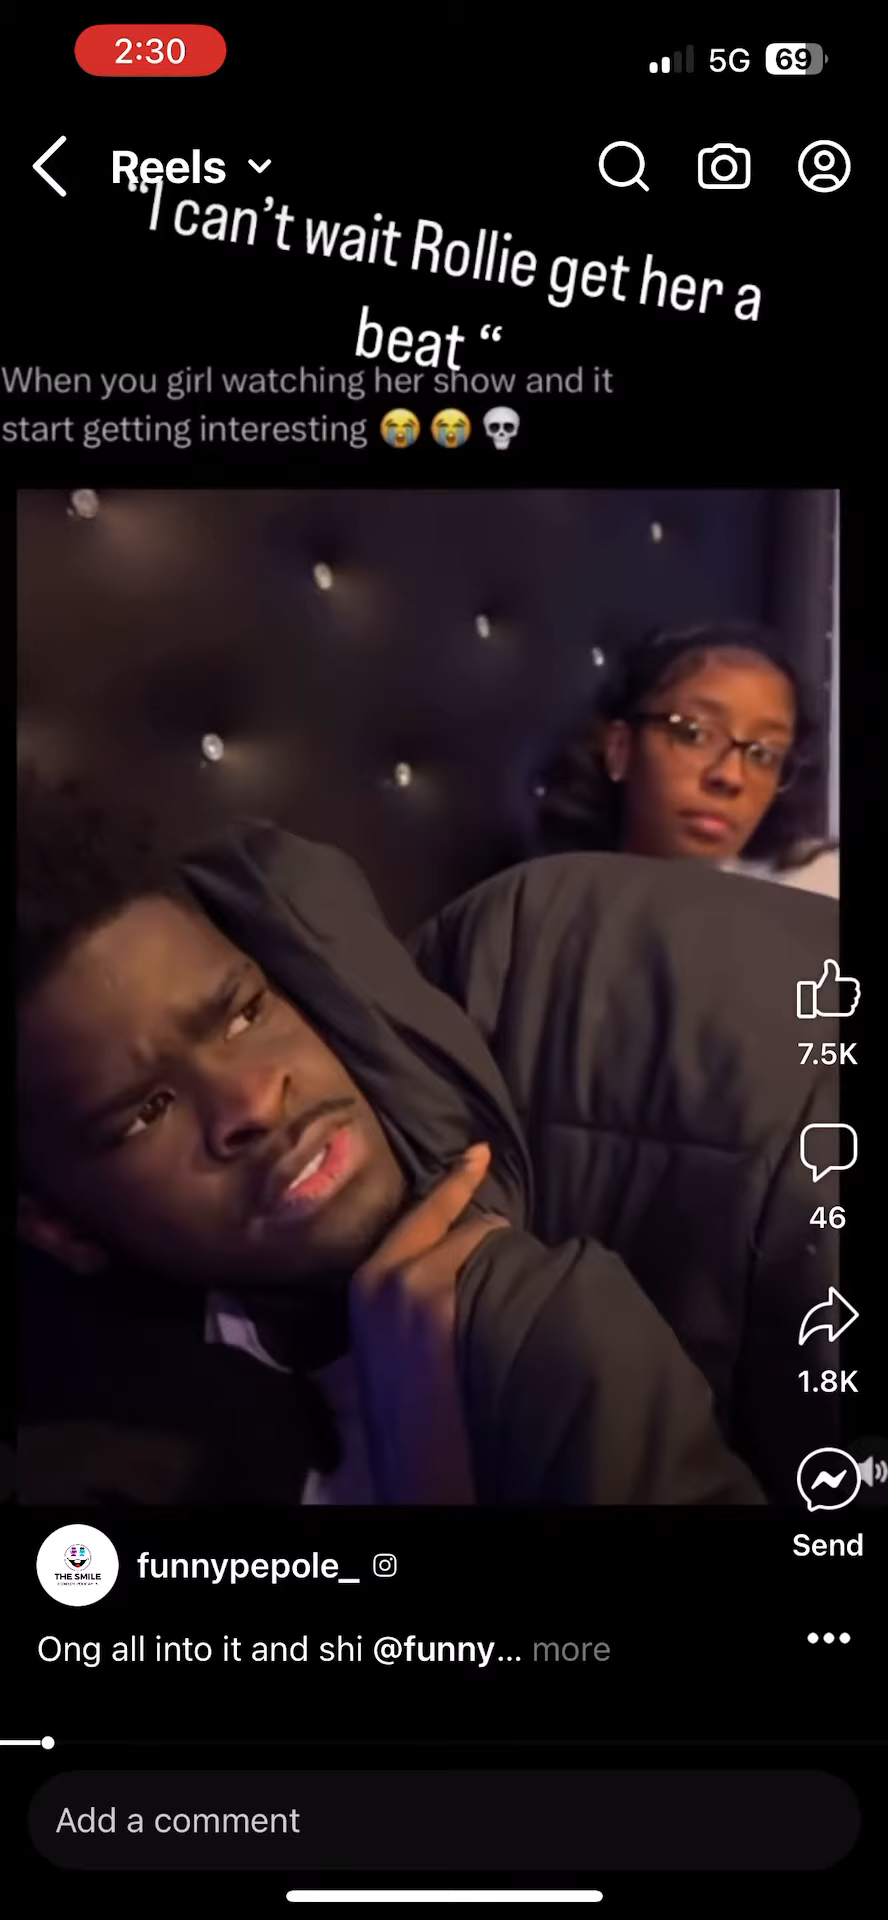 2:30
5G 69
Reels
“I can’t wait Rollie get her a
beat “
When you girl watching her show and it
start getting interesting 😭 😭 💀
7.5K
46
1.8K
Send
THE SMILE
funnypepole_
Ong all into it and shi @funny... more
Add a comment